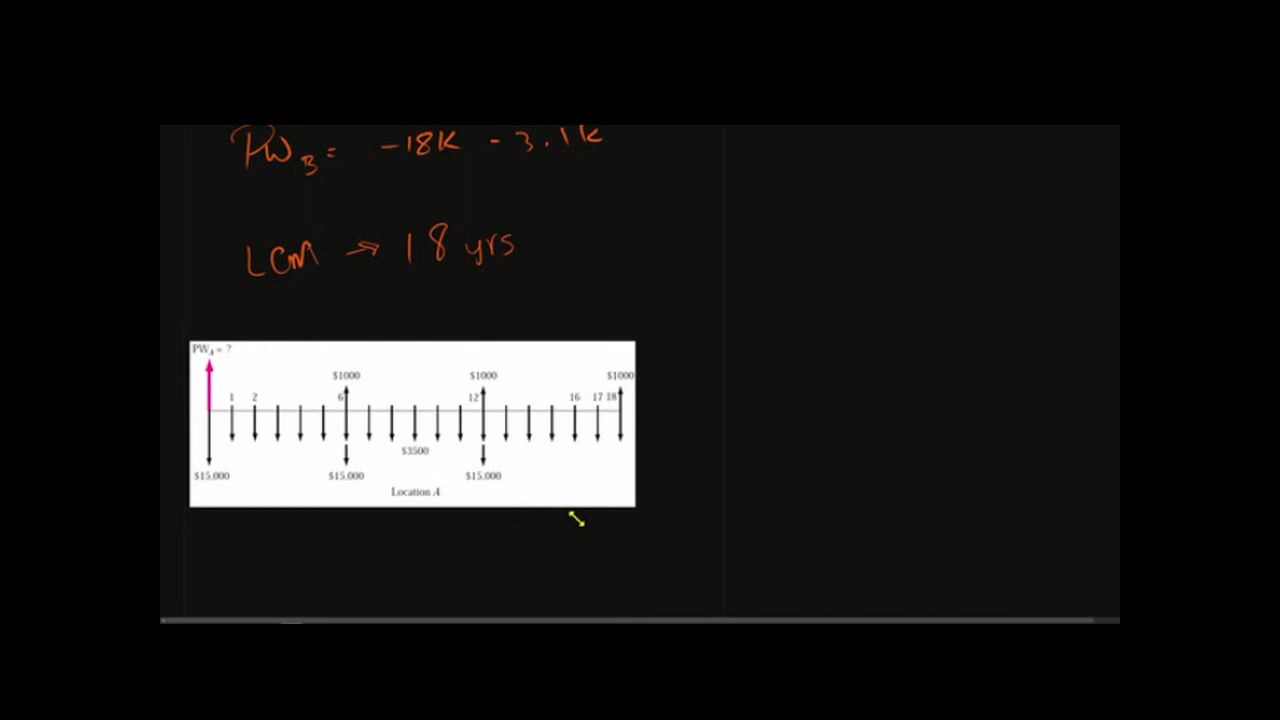 PW_B = -18K - 3.1K
LCM ⇒ 18 yrs
PW_A = ?
$1000 $1000 $1000
1 2 6 12 16 17 18
$3500
$15,000 $15,000 $15,000
Location A